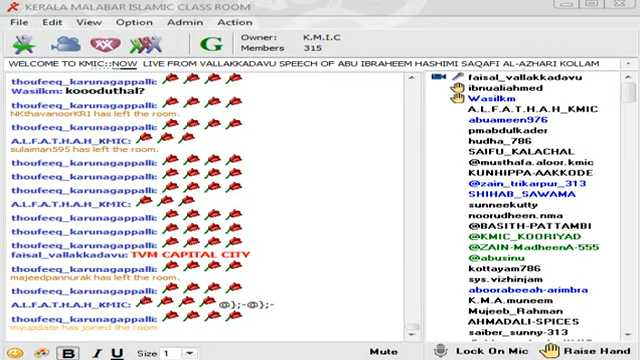 KERALA MALABAR ISLAMIC CLASS ROOM
File Edit View Option Admin Action
G
Owner: K.M.I.C
Members 315
WELCOME TO KMIC::NOW LIVE FROM VALLAKKADAVU SPEECH OF ABU IBRAHEEM HASHIMI SAQAFI AL-AZHARI KOLLAM
thoufeeq_karunagappalli:
Wasilkm: koooduthal?
thoufeeq_karunagappalli:
NKthavanoorKRI has left the room.
thoufeeq_karunagappalli:
A.L.F.A.T.H.A.H_KMIC:
sulaiman595 has left the room.
thoufeeq_karunagappalli:
thoufeeq_karunagappalli:
thoufeeq_karunagappalli:
A.L.F.A.T.H.A.H_KMIC:
thoufeeq_karunagappalli:
thoufeeq_karunagappalli:
thoufeeq_karunagappalli:
faisal_vallakkadavu: TVM CAPITAL CITY
thoufeeq_karunagappalli:
majeedpannurak has left the room.
thoufeeq_karunagappalli:
A.L.F.A.T.H.A.H_KMIC: @};-@};-
thoufeeq_karunagappalli:
myupdate has joined the room
faisal_vallakkadavu
ibnualiahmed
Wasilkm
A.L.F.A.T.H.A.H_KMIC
abuameen976
pmabdulkader
hudha_786
SAIFU_KALACHAL
@musthafa.aloor.kmic
KUNHIPPA-AAKKODE
@zain_trikarpur_313
SHIHAB_SAWAMA
sunneekutty
noorudheen.nma
@BASITH-PATTAMBI
@KMIC_KOORIYAD
@ZAIN-MadheenA-555
@abusinu
kottayam786
sys.vizhinjam
aboorabeeah-arimbra
K.M.A.muneem
Mujeeb_Rahman
AHMADALI-SPICES
saiber_sunny-313
B I U Size 1 Mute Lock On Mic Raise Hand